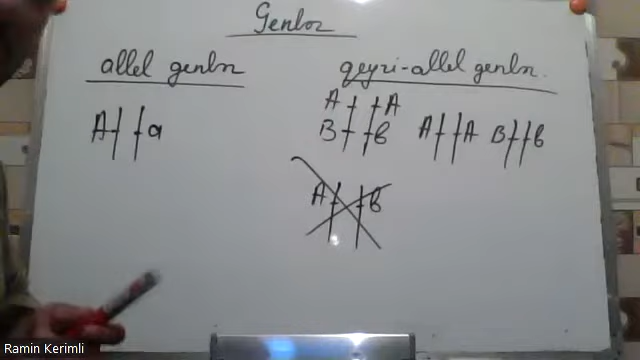 Genlər
allel genlər
qeyri-allel genlər.
A a
A A
B b A A B b
A b
Ramin Kerimli